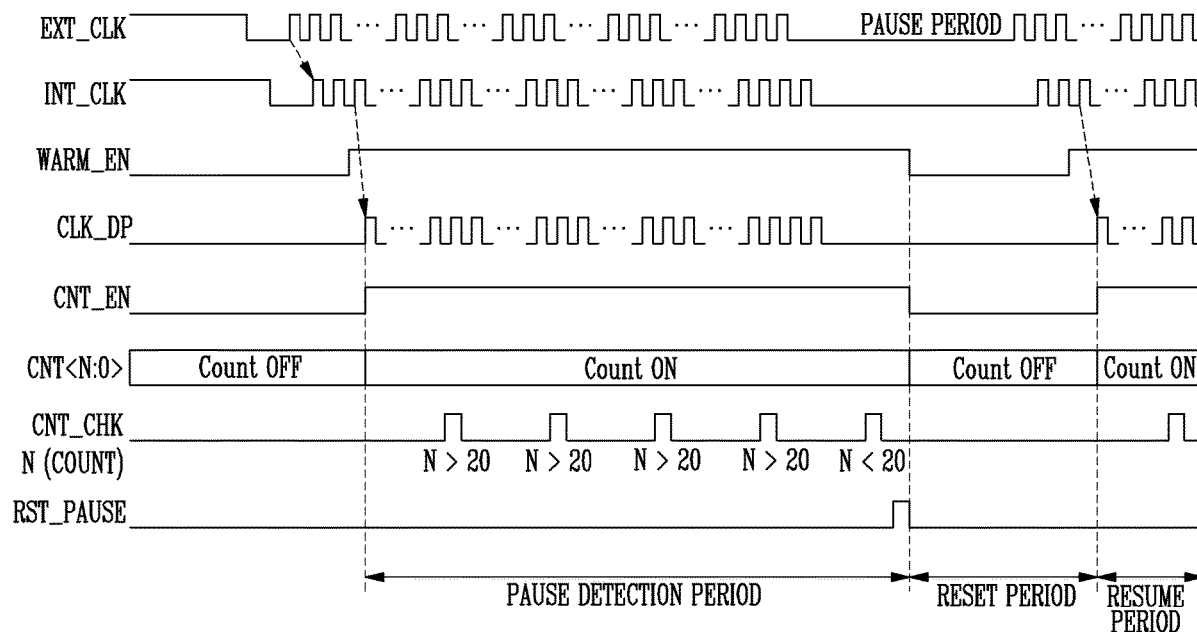 EXT_CLK ... ... ... ... PAUSE PERIOD ...
INT_CLK ... ... ... ... ...
WARM_EN
CLK_DP ... ... ... ... ...
CNT_EN
CNT<N:0> Count OFF Count ON Count OFF Count ON
CNT_CHK
N (COUNT) N > 20 N > 20 N > 20 N > 20 N < 20
RST_PAUSE
PAUSE DETECTION PERIOD RESET PERIOD RESUME
PERIOD